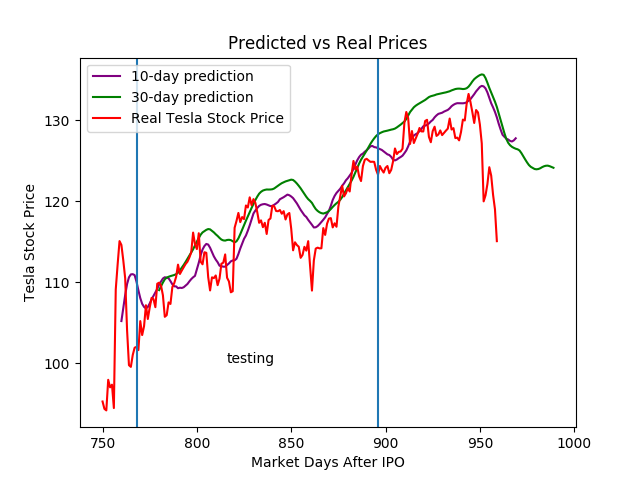 Predicted vs Real Prices
10-day prediction
30-day prediction
Real Tesla Stock Price
130
120
110
100
Tesla Stock Price
testing
750 800 850 900 950 1000
Market Days After IPO